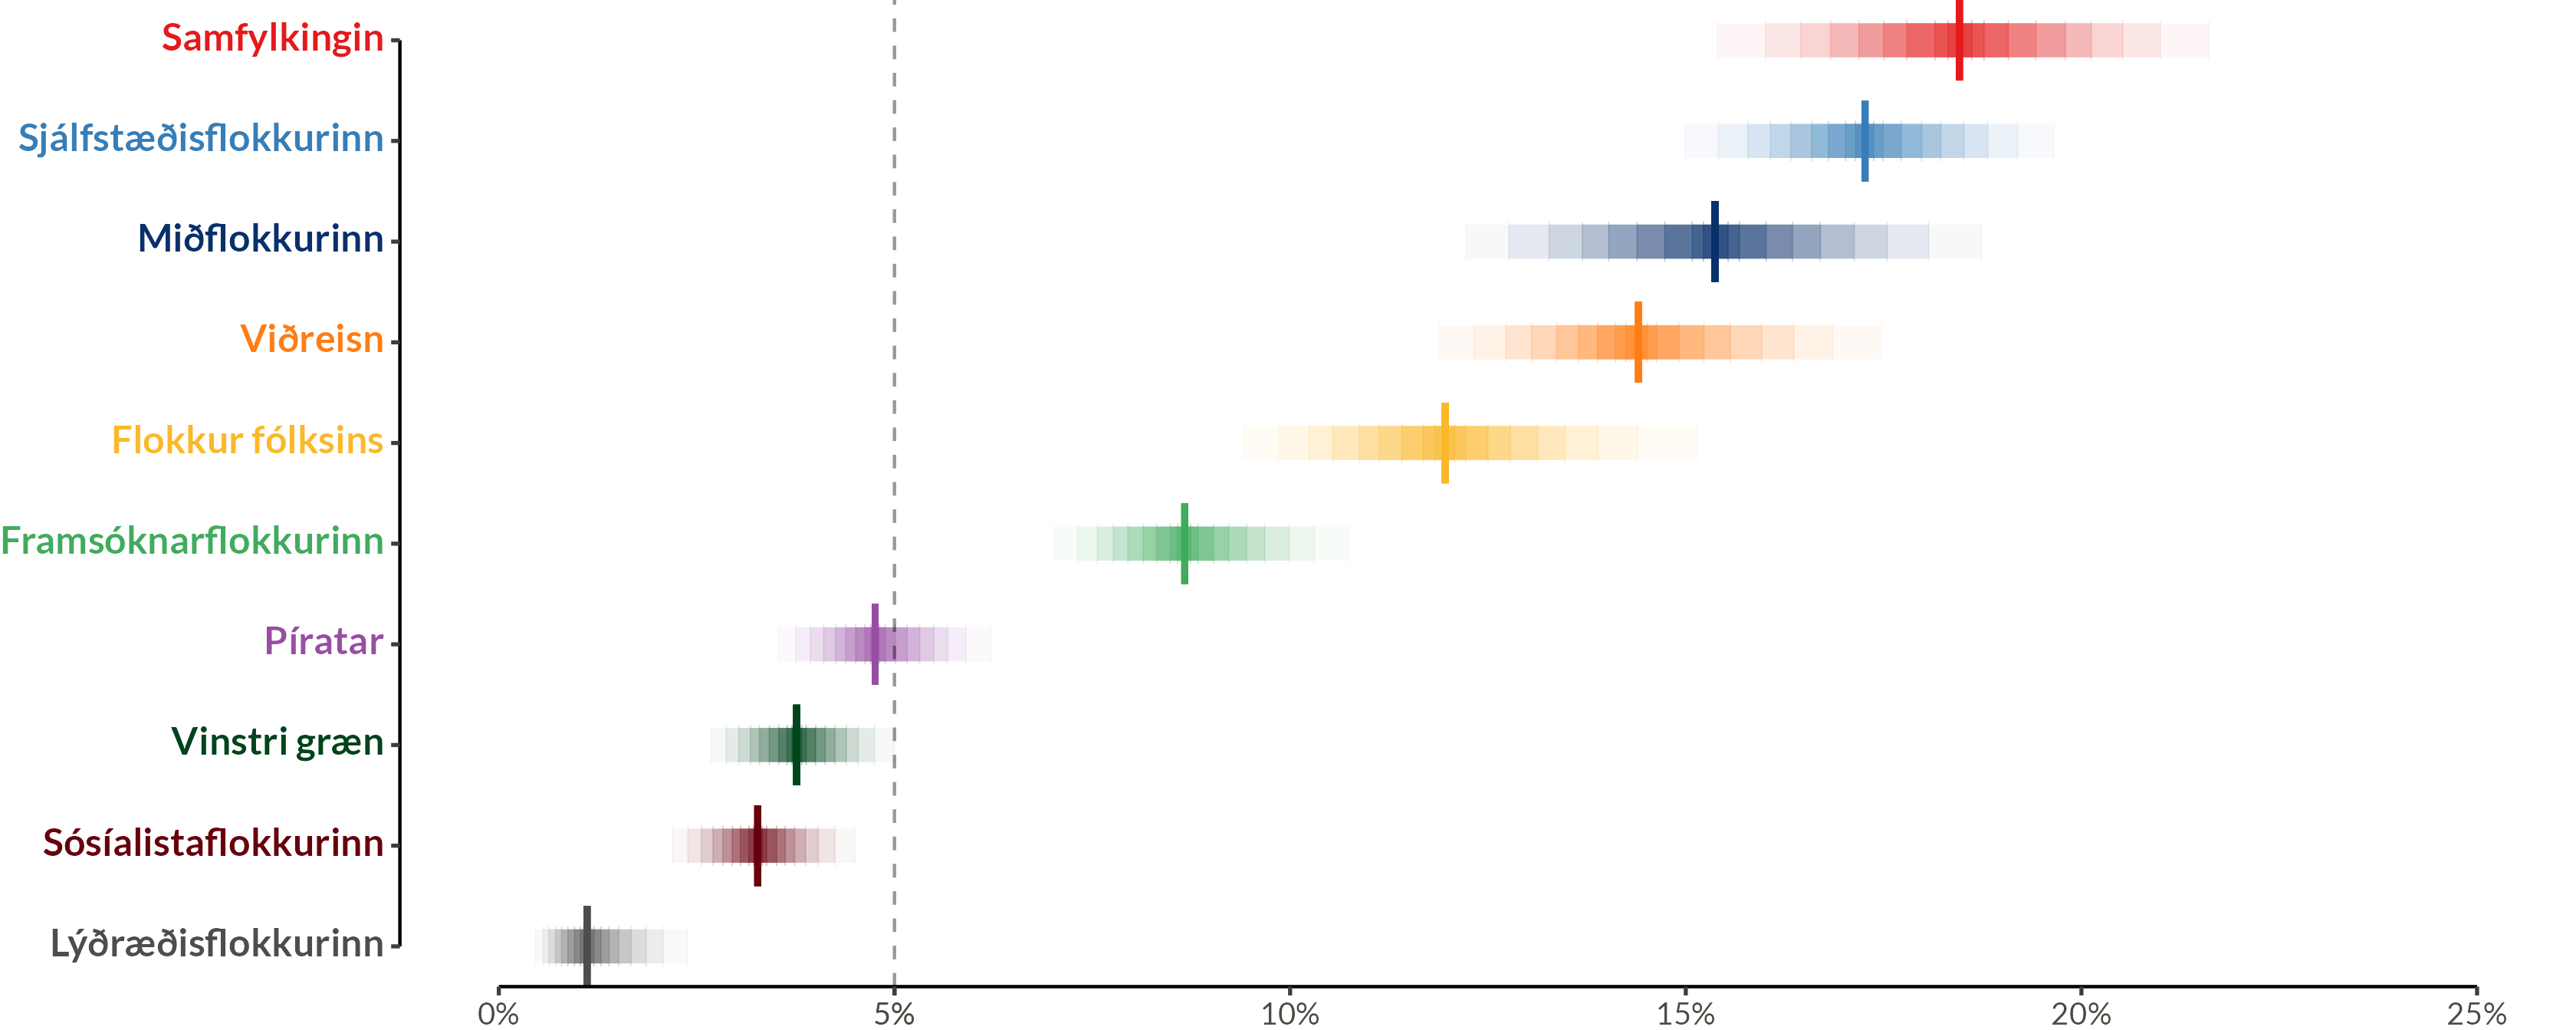 Samfylkingin
Sjálfstæðisflokkurinn
Miðflokkurinn
Viðreisn
Flokkur fólksins
Framsóknarflokkurinn
Píratar
Vinstri græn
Sósíalistaflokkurinn
Lýðræðisflokkurinn
0% 5% 10% 15% 20% 25%